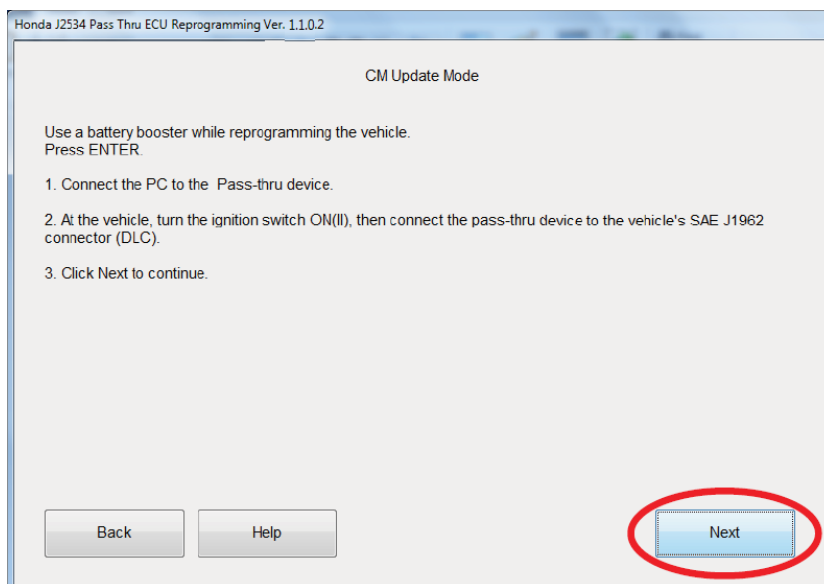 Honda J2534 Pass Thru ECU Reprogramming Ver. 1.1.0.2
CM Update Mode
Use a battery booster while reprogramming the vehicle.
Press ENTER.
1. Connect the PC to the Pass-thru device.
2. At the vehicle, turn the ignition switch ON(II), then connect the pass-thru device to the vehicle's SAE J1962
connector (DLC).
3. Click Next to continue.
Back
Help
Next